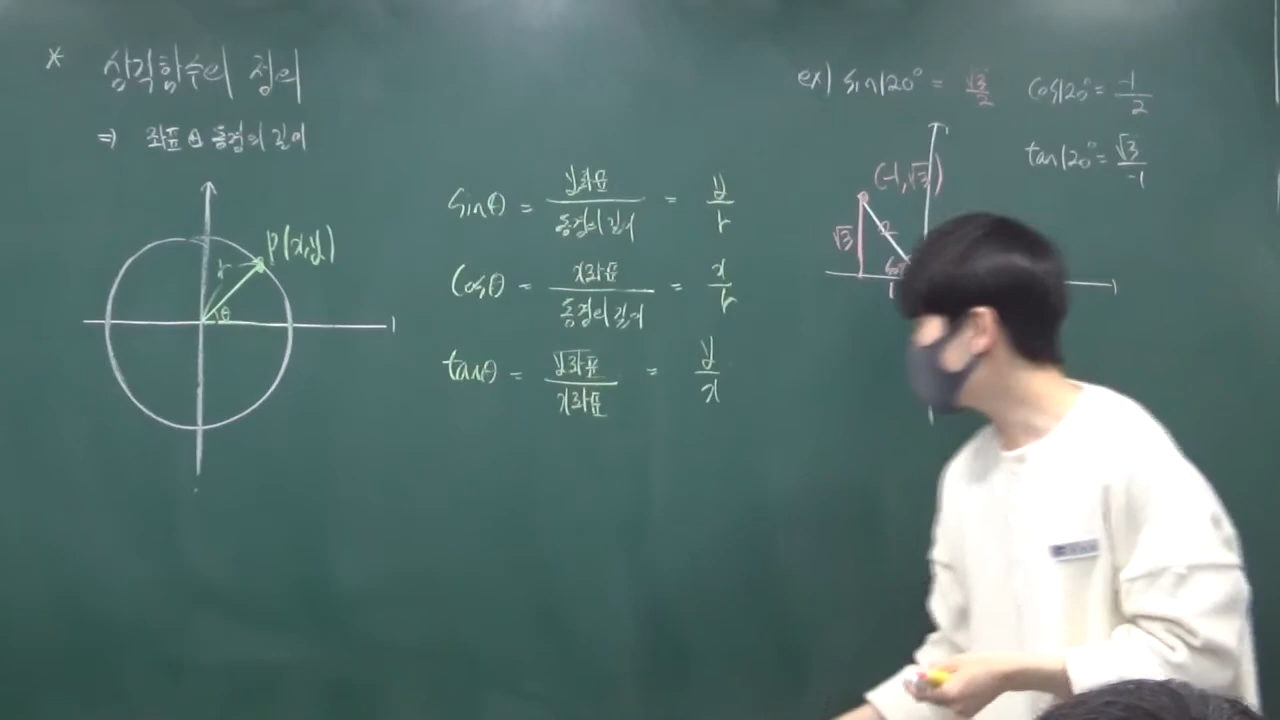 * 삼각함수의 정의
⇒ 좌표 와 동경의 길이
P(x,y)
r
θ
sinθ = y좌표/동경의 길이 = y/r
cosθ = x좌표/동경의 길이 = x/r
tanθ = y좌표/x좌표 = y/x
ex) sin120° = √3/2
cos120° = -1/2
tan120° = √3/-1
(-1,√3)
√3
2
60°